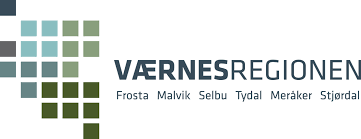 VÆRNESREGIONEN
Frosta Malvik Selbu Tydal Meråker Stjørdal